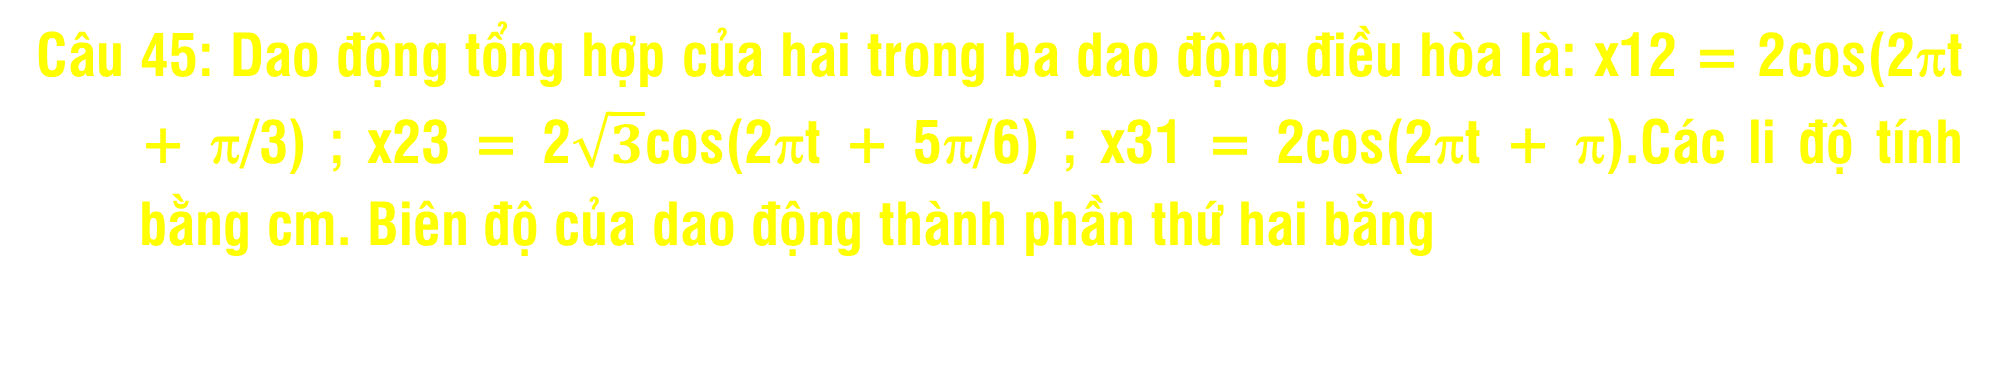 Câu 45: Dao động tổng hợp của hai trong ba dao động điều hòa là: x12 = 2cos(2πt
+ π/3) ; x23 = 2√3cos(2πt + 5π/6) ; x31 = 2cos(2πt + π).Các li độ tính
bằng cm. Biên độ của dao động thành phần thứ hai bằng